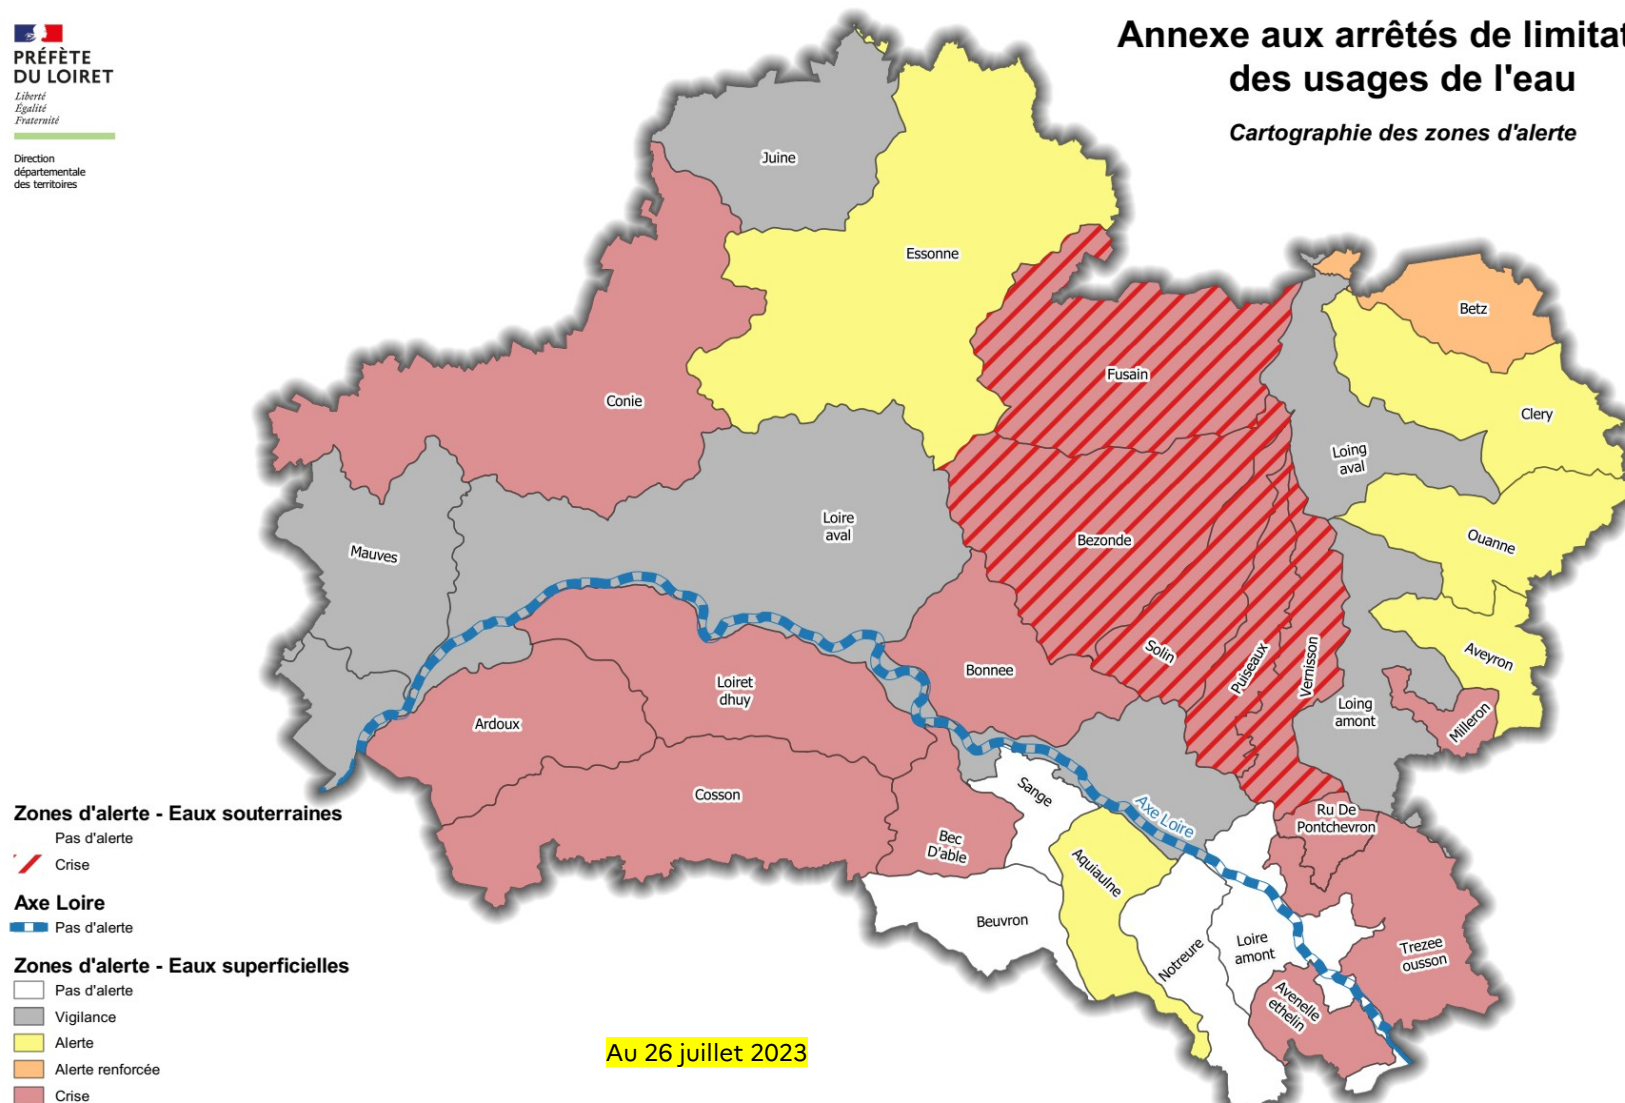 PRÉFÈTE
DU LOIRET
Liberté
Égalité
Fraternité
Direction
départementale
des territoires
Annexe aux arrêtés de limitat
des usages de l'eau
Cartographie des zones d'alerte
Juine
Essonne
Betz
Fusain
Conie
Clery
Loing
aval
Loire
aval
Mauves
Bezonde
Ouanne
Solin
Puiseaux
Vernisson
Aveyron
Bonnee
Loiret
dhuy
Ardoux
Loing
amont
Milleron
Cosson
Sange
Axe Loire
Ru De
Pontchevron
Bec
D'able
Aquiaulne
Beuvron
Notreure
Loire
amont
Trezee
ousson
Avenelle
ethelin
Zones d'alerte - Eaux souterraines
Pas d'alerte
Crise
Axe Loire
Pas d'alerte
Zones d'alerte - Eaux superficielles
Pas d'alerte
Vigilance
Alerte
Alerte renforcée
Crise
Au 26 juillet 2023